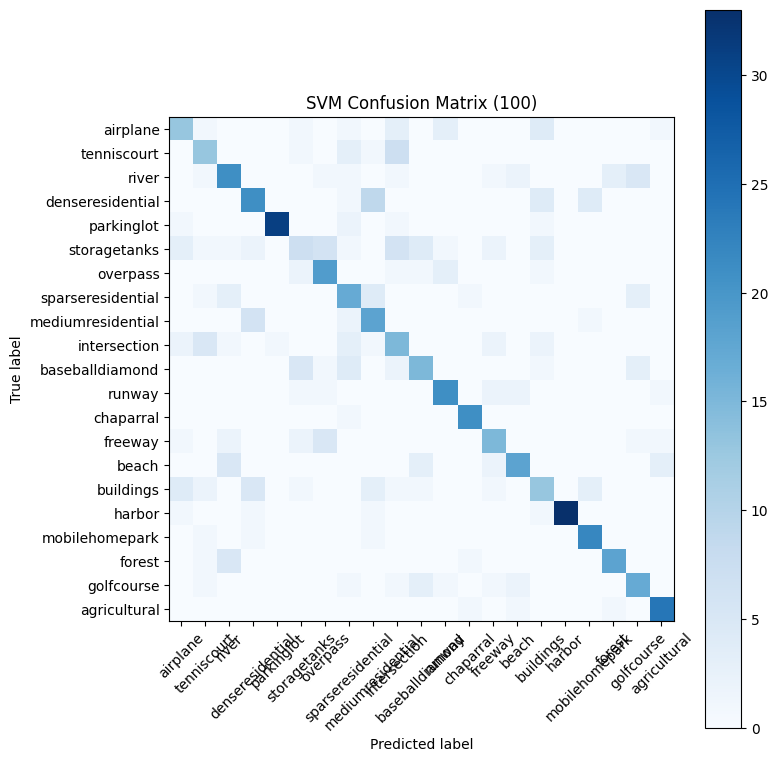 SVM Confusion Matrix (100)
airplane
tenniscourt
river
denseresidential
parkinglot
storagetanks
overpass
sparseresidential
mediumresidential
intersection
baseballdiamond
runway
chaparral
freeway
beach
buildings
harbor
mobilehomepark
forest
golfcourse
agricultural
True label
airplane
tenniscourt
river
denseresidential
parkinglot
storagetanks
overpass
sparseresidential
mediumresidential
intersection
baseballdiamond
runway
chaparral
freeway
beach
buildings
harbor
mobilehomepark
forest
golfcourse
agricultural
Predicted label
30
25
20
15
10
5
0